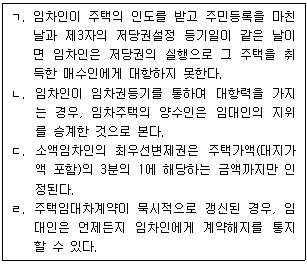 ㄱ. 임차인이 주택의 인도를 받고 주민등록을 마친
날과 제3자의 저당권설정 등기일이 같은 날이
면 임차인은 저당권의 실행으로 그 주택을 취
득한 매수인에게 대항하지 못한다.
ㄴ. 임차인이 임차권등기를 통하여 대항력을 가지
는 경우, 임차주택의 양수인은 임대인의 지위
를 승계한 것으로 본다.
ㄷ. 소액임차인의 최우선변제권은 주택가액(대지가
액 포함)의 3분의 1에 해당하는 금액까지만 인
정된다.
ㄹ. 주택임대차계약이 묵시적으로 갱신된 경우, 임
대인은 언제든지 임차인에게 계약해지를 통지
할 수 있다.